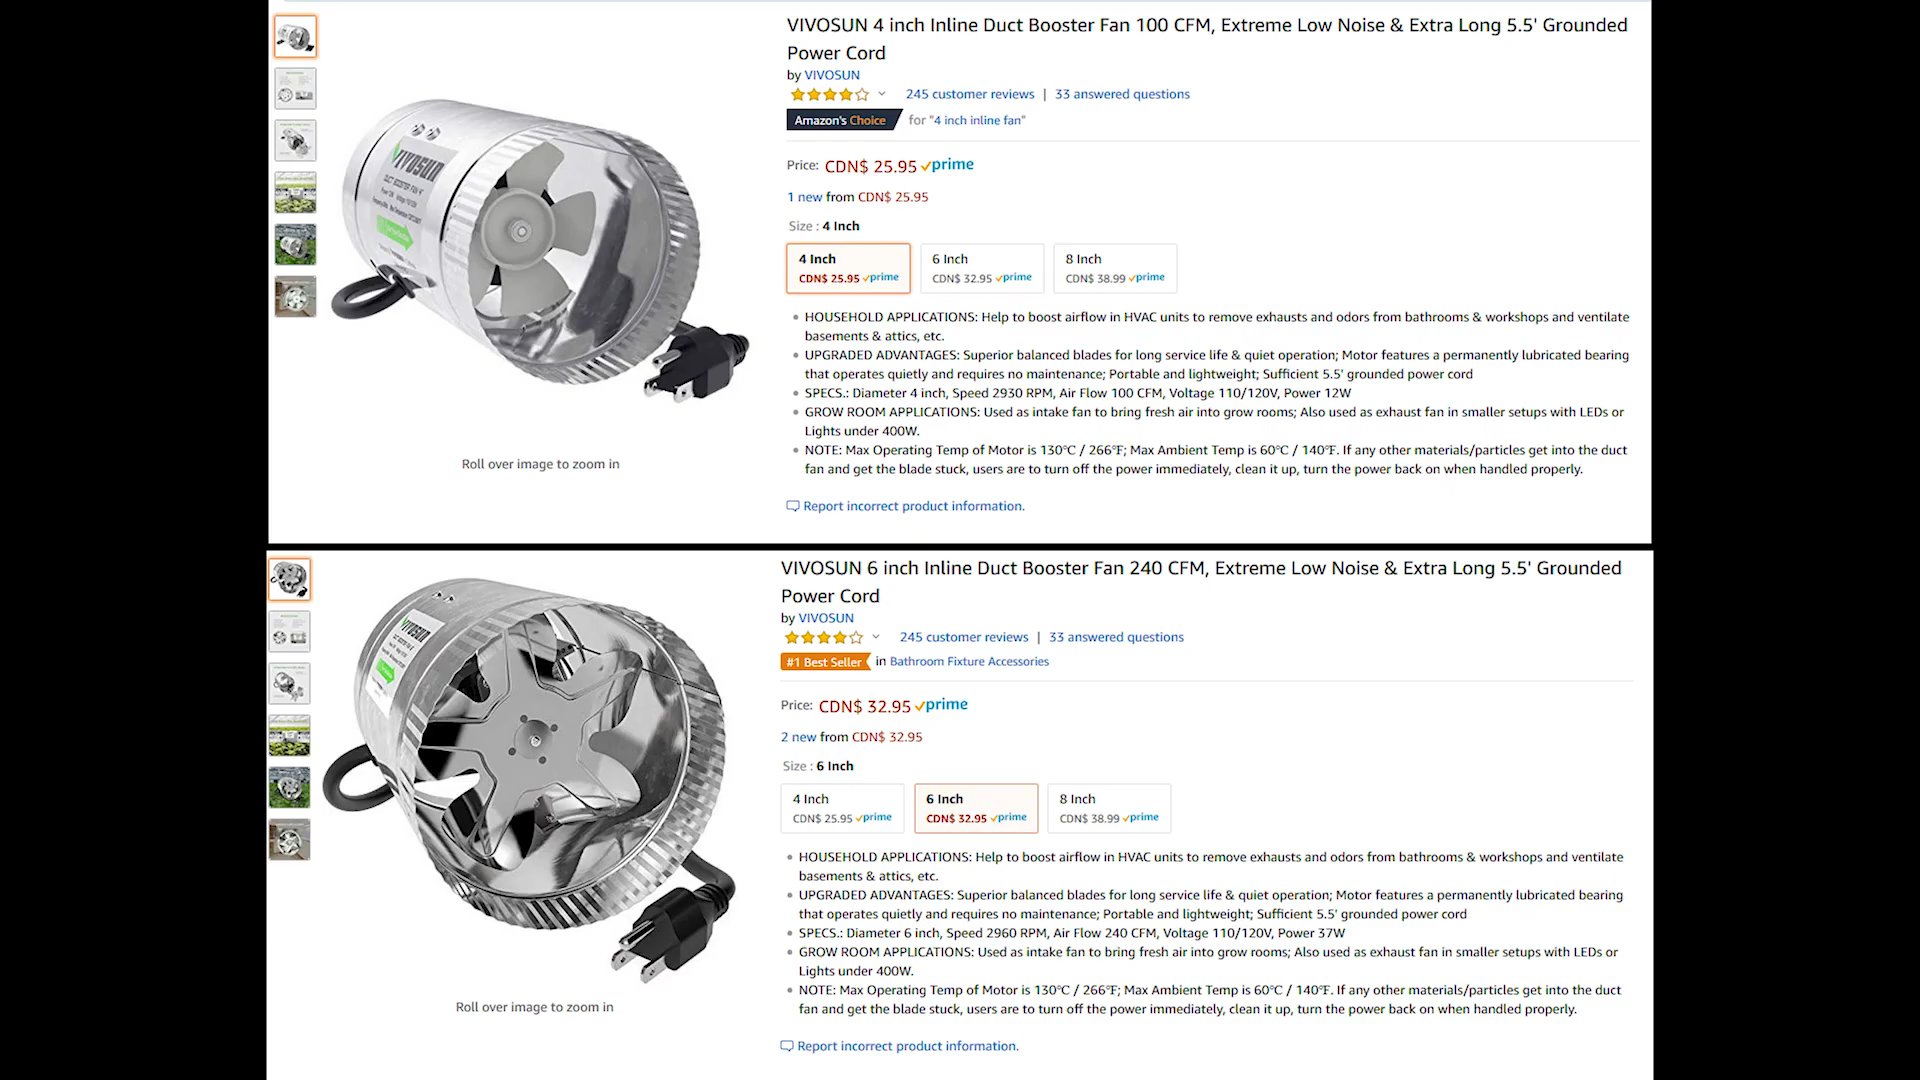 VIVOSUN 4 inch Inline Duct Booster Fan 100 CFM, Extreme Low Noise & Extra Long 5.5' Grounded
Power Cord
by VIVOSUN
245 customer reviews | 33 answered questions
Amazon's Choice for "4 inch inline fan"
Price: CDN$ 25.95 prime
1 new from CDN$ 25.95
Size : 4 Inch
4 Inch 6 Inch 8 Inch
CDN$ 25.95 prime CDN$ 32.95 prime CDN$ 38.99 prime
HOUSEHOLD APPLICATIONS: Help to boost airflow in HVAC units to remove exhausts and odors from bathrooms & workshops and ventilate
basements & attics, etc.
UPGRADED ADVANTAGES: Superior balanced blades for long service life & quiet operation; Motor features a permanently lubricated bearing
that operates quietly and requires no maintenance; Portable and lightweight; Sufficient 5.5' grounded power cord
SPECS.: Diameter 4 inch, Speed 2930 RPM, Air Flow 100 CFM, Voltage 110/120V, Power 12W
GROW ROOM APPLICATIONS: Used as intake fan to bring fresh air into grow rooms; Also used as exhaust fan in smaller setups with LEDs or
Lights under 400W.
NOTE: Max Operating Temp of Motor is 130℃ / 266℉; Max Ambient Temp is 60℃ / 140℉. If any other materials/particles get into the duct
fan and get the blade stuck, users are to turn off the power immediately, clean it up, turn the power back on when handled properly.
Report incorrect product information.
VIVOSUN
DUCT BOOSTER FAN 4"
Roll over image to zoom in
VIVOSUN 6 inch Inline Duct Booster Fan 240 CFM, Extreme Low Noise & Extra Long 5.5' Grounded
Power Cord
by VIVOSUN
245 customer reviews | 33 answered questions
#1 Best Seller in Bathroom Fixture Accessories
Price: CDN$ 32.95 prime
2 new from CDN$ 32.95
Size : 6 Inch
4 Inch 6 Inch 8 Inch
CDN$ 25.95 prime CDN$ 32.95 prime CDN$ 38.99 prime
HOUSEHOLD APPLICATIONS: Help to boost airflow in HVAC units to remove exhausts and odors from bathrooms & workshops and ventilate
basements & attics, etc.
UPGRADED ADVANTAGES: Superior balanced blades for long service life & quiet operation; Motor features a permanently lubricated bearing
that operates quietly and requires no maintenance; Portable and lightweight; Sufficient 5.5' grounded power cord
SPECS.: Diameter 6 inch, Speed 2960 RPM, Air Flow 240 CFM, Voltage 110/120V, Power 37W
GROW ROOM APPLICATIONS: Used as intake fan to bring fresh air into grow rooms; Also used as exhaust fan in smaller setups with LEDs or
Lights under 400W.
NOTE: Max Operating Temp of Motor is 130℃ / 266℉; Max Ambient Temp is 60℃ / 140℉. If any other materials/particles get into the duct
fan and get the blade stuck, users are to turn off the power immediately, clean it up, turn the power back on when handled properly.
Report incorrect product information.
VIVOSUN
Roll over image to zoom in